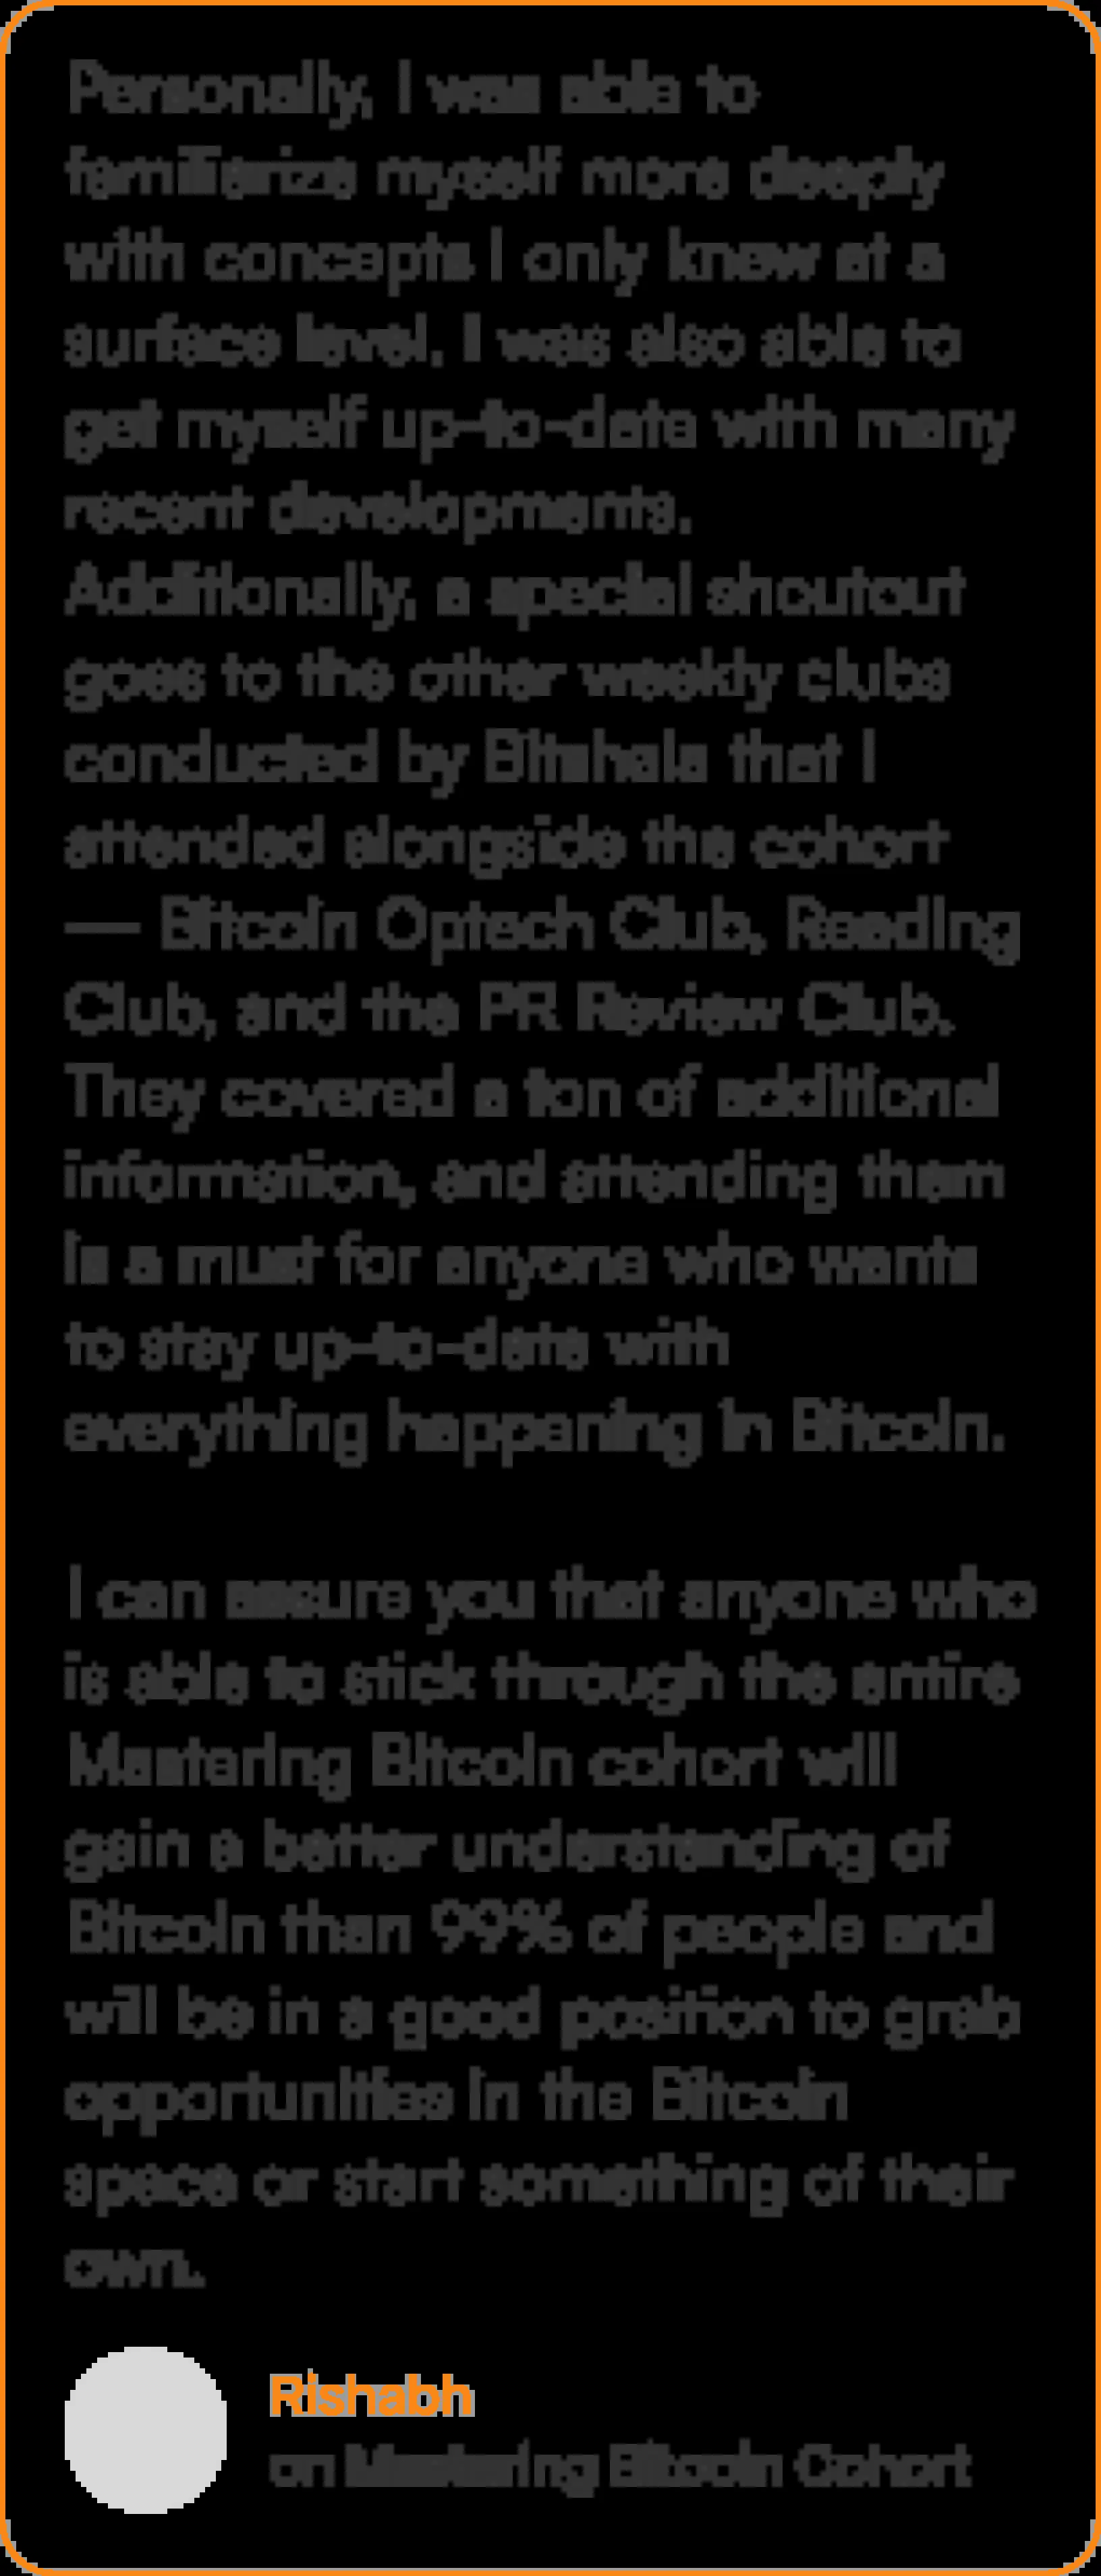 Personally, I was able to
familiarize myself more deeply
with concepts I only knew at a
surface level. I was also able to
get myself up-to-date with many
recent developments.
Additionally, a special shoutout
goes to the other weekly clubs
conducted by Bitshala that I
attended alongside the cohort
— Bitcoin Optech Club, Reading
Club, and the PR Review Club.
They covered a ton of additional
information, and attending them
is a must for anyone who wants
to stay up-to-date with
everything happening in Bitcoin.
I can assure you that anyone who
is able to stick through the entire
Mastering Bitcoin cohort will
gain a better understanding of
Bitcoin than 99% of people and
will be in a good position to grab
opportunities in the Bitcoin
space or start something of their
own.
Rishabh
on Mastering Bitcoin Cohort